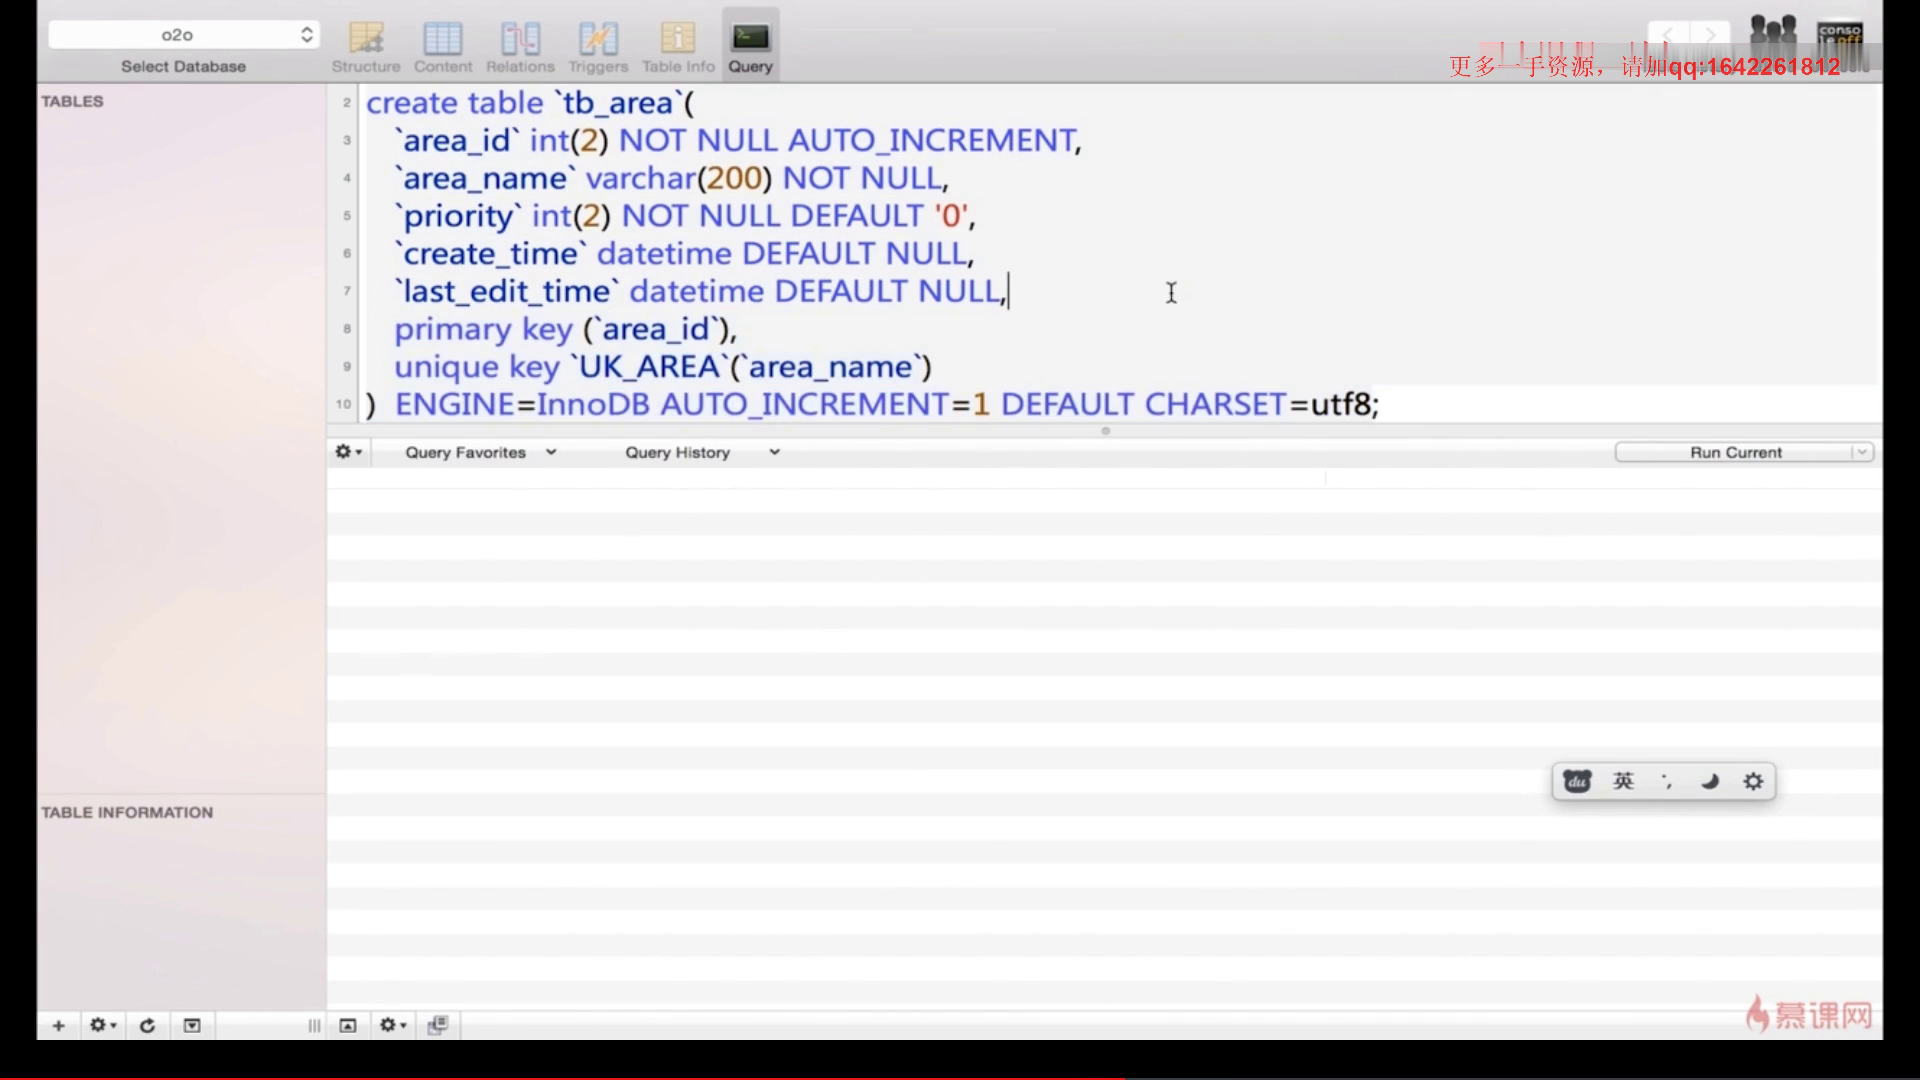 o2o
Select Database
Structure
Content
Relations
Triggers
Table Info
Query
conso
le off
更多一手资源，请加qq:1642261812
TABLES
2 create table `tb_area`(
3 `area_id` int(2) NOT NULL AUTO_INCREMENT,
4 `area_name` varchar(200) NOT NULL,
5 `priority` int(2) NOT NULL DEFAULT '0',
6 `create_time` datetime DEFAULT NULL,
7 `last_edit_time` datetime DEFAULT NULL,
8 primary key (`area_id`),
9 unique key `UK_AREA`(`area_name`)
10 ) ENGINE=InnoDB AUTO_INCREMENT=1 DEFAULT CHARSET=utf8;
Query Favorites
Query History
Run Current
du 英
TABLE INFORMATION
慕课网